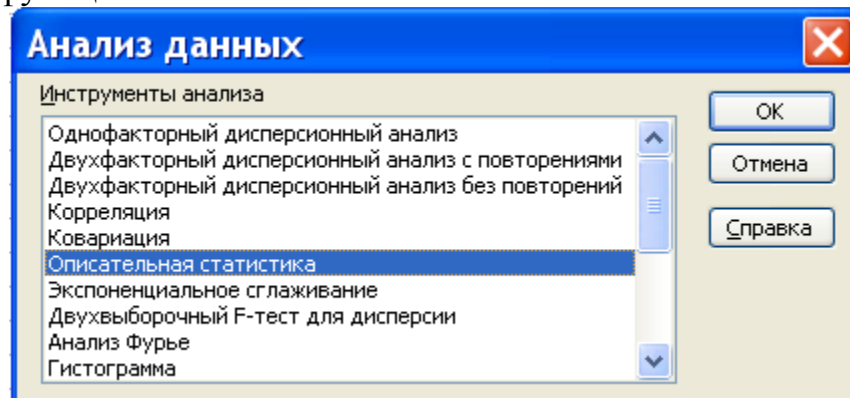 Анализ данных
Инструменты анализа
Однофакторный дисперсионный анализ
Двухфакторный дисперсионный анализ с повторениями
Двухфакторный дисперсионный анализ без повторений
Корреляция
Ковариация
Описательная статистика
Экспоненциальное сглаживание
Двухвыборочный F-тест для дисперсии
Анализ Фурье
Гистограмма
ОК
Отмена
Справка